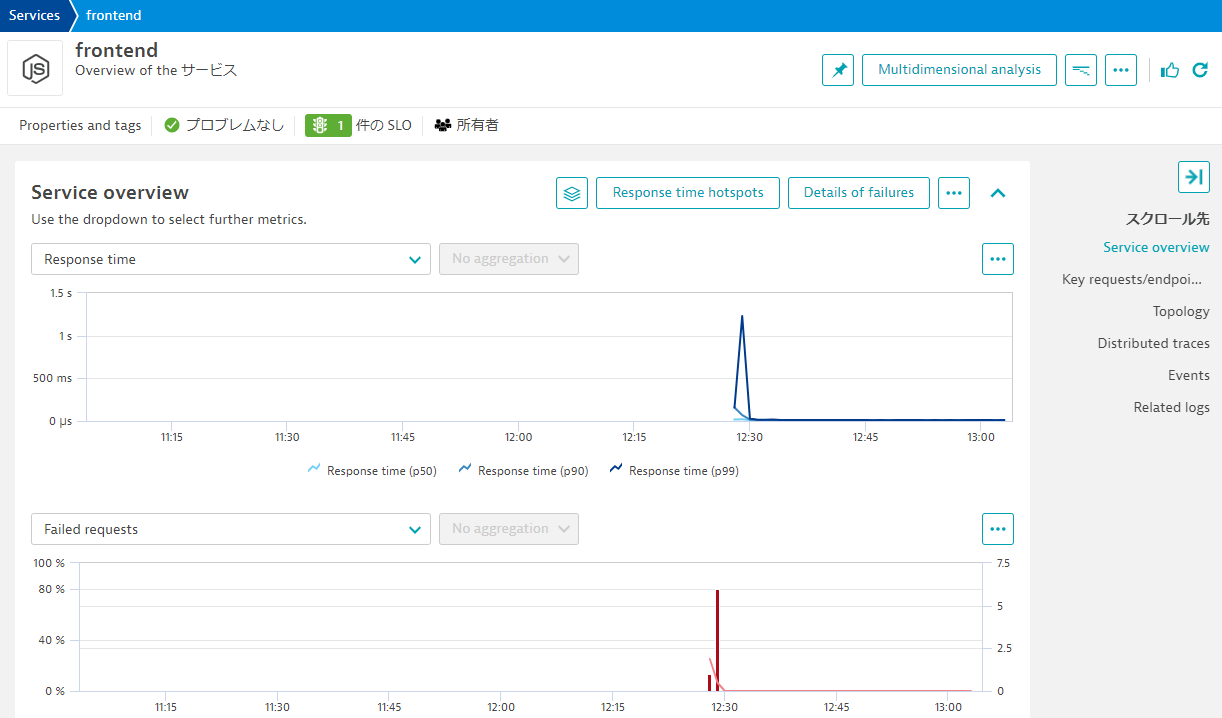 Services frontend
frontend
Overview of the サービス
Multidimensional analysis
Properties and tags プロブレムなし 1 件の SLO 所有者
Service overview
Use the dropdown to select further metrics.
Response time hotspots Details of failures
Response time No aggregation
1.5 s
1 s
500 ms
0 µs
11:15 11:30 11:45 12:00 12:15 12:30 12:45 13:00
Response time (p50) Response time (p90) Response time (p99)
Failed requests No aggregation
100 % 7.5
80 %
5
40 %
2.5
0 % 0
11:15 11:30 11:45 12:00 12:15 12:30 12:45 13:00
スクロール先
Service overview
Key requests/endpoi...
Topology
Distributed traces
Events
Related logs